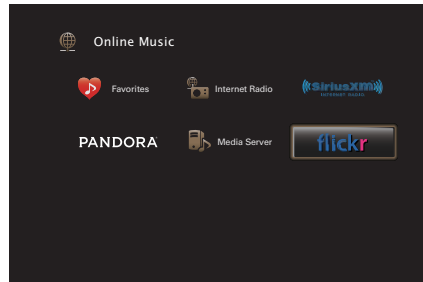 Online Music
Favorites
Internet Radio
SiriusXM
INTERNET RADIO
PANDORA
Media Server
flickr